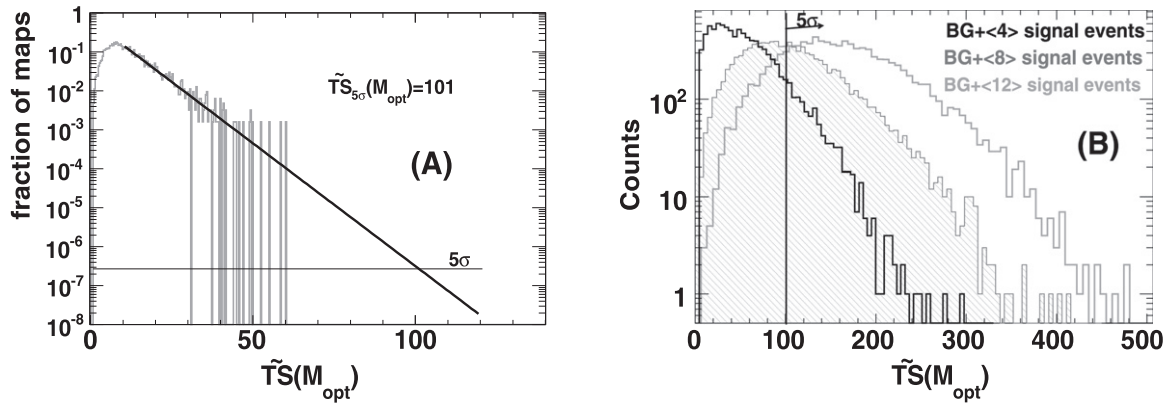 fraction of maps
1
10⁻¹
10⁻²
10⁻³
10⁻⁴
10⁻⁵
10⁻⁶
10⁻⁷
10⁻⁸
T̃S₅σ(Mopt)=101
(A)
5σ
0 50 100
T̃S(Mopt)
Counts
10²
10
1
5σ
BG+<4> signal events
BG+<8> signal events
BG+<12> signal events
(B)
0 100 200 300 400 500
T̃S(Mopt)